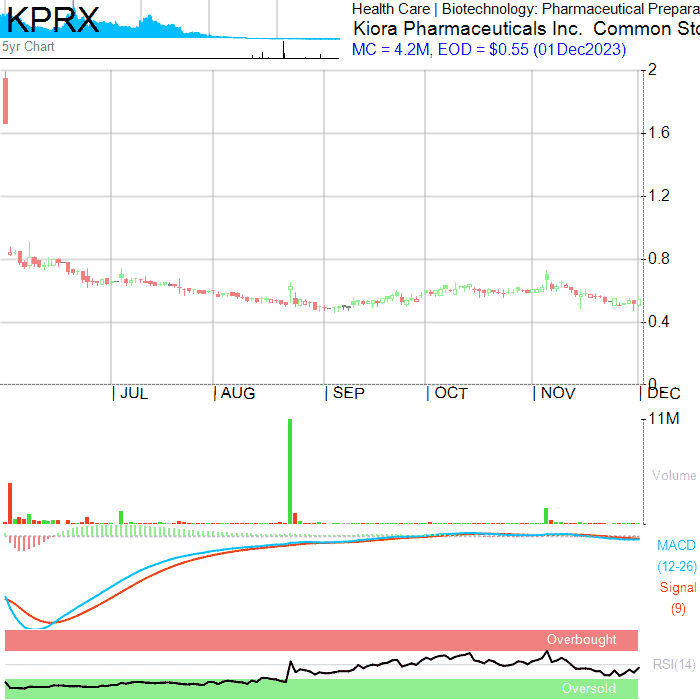 KPRX
5yr Chart
Health Care | Biotechnology: Pharmaceutical Prepara
Kiora Pharmaceuticals Inc. Common Sto
MC = 4.2M, EOD = $0.55 (01Dec2023)
2
1.6
1.2
0.8
0.4
0
| JUL | AUG | SEP | OCT | NOV | DEC
11M
Volume
MACD
(12-26)
Signal
(9)
Overbought
RSI(14)
Oversold